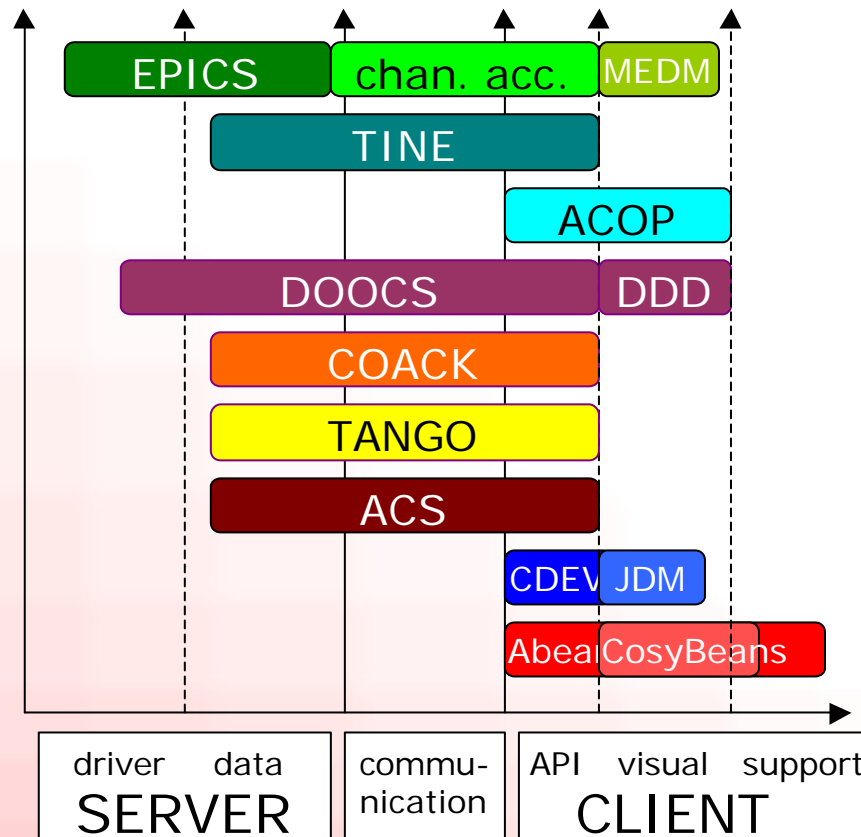 EPICS chan. acc. MEDM
TINE
ACOP
DOOCS DDD
COACK
TANGO
ACS
CDEV JDM
Abea CosyBeans
driver data commu- API visual support
nication
SERVER CLIENT